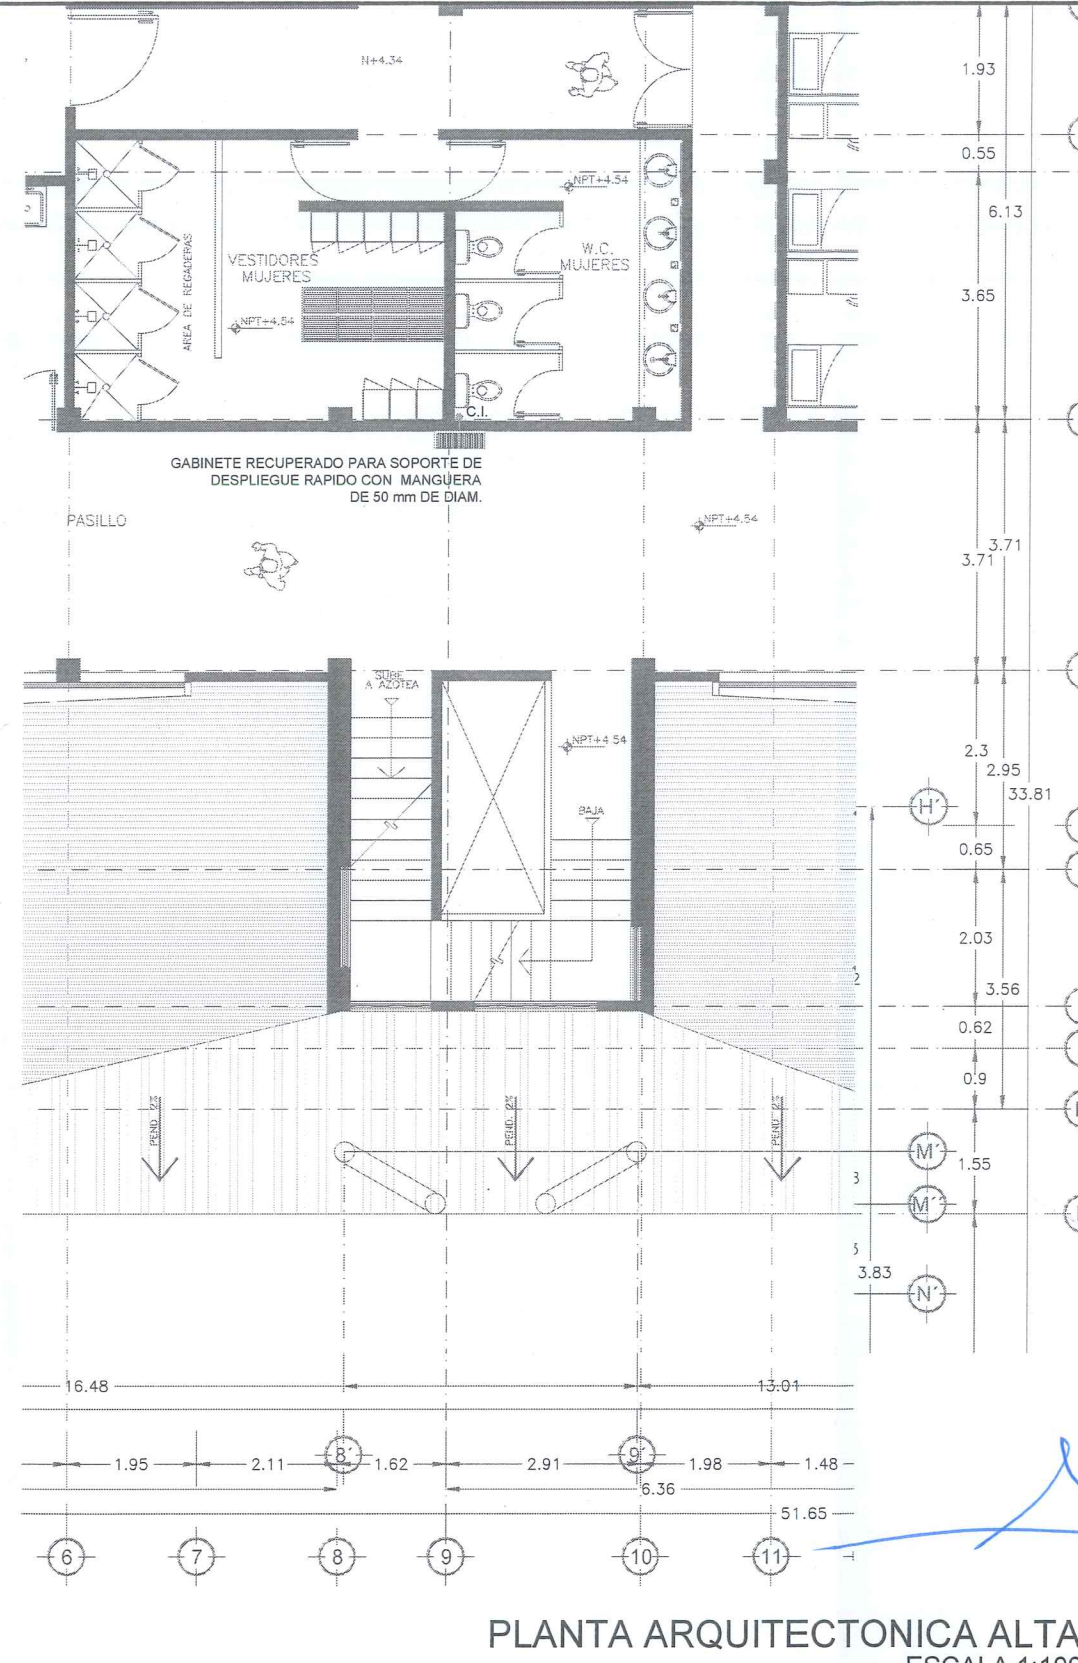 N+4.34
1.93
0.55
6.13
3.65
NPT+4.54
W.C.
MUJERES
VESTIDORES
MUJERES
AREA DE REGADERAS
NPT+4.54
C.I.
GABINETE RECUPERADO PARA SOPORTE DE
DESPLIEGUE RAPIDO CON MANGUERA
DE 50 mm DE DIAM.
PASILLO
NPT+4.54
3.71
3.71
SUBE
A AZOTEA
NPT+4.54
BAJA
2.3
2.95
33.81
H´
0.65
2.03
3.56
0.62
0.9
PEND. 2%
PEND. 2%
PEND. 2%
M´
1.55
M´´
3.83
N´
16.48
13.01
8´
9´
1.95
2.11
1.62
2.91
1.98
1.48
6.36
51.65
6
7
8
9
10
11
PLANTA ARQUITECTONICA ALTA